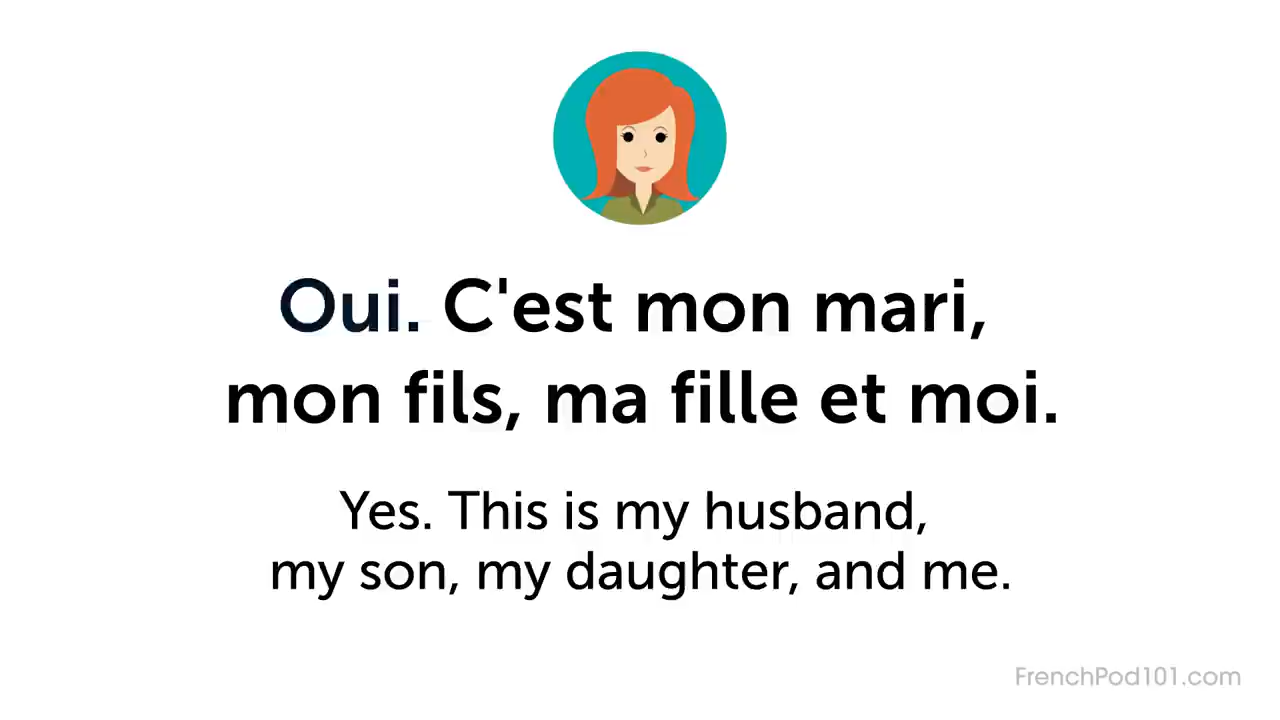 Oui. C'est mon mari,
mon fils, ma fille et moi.
Yes. This is my husband,
my son, my daughter, and me.
FrenchPod101.com